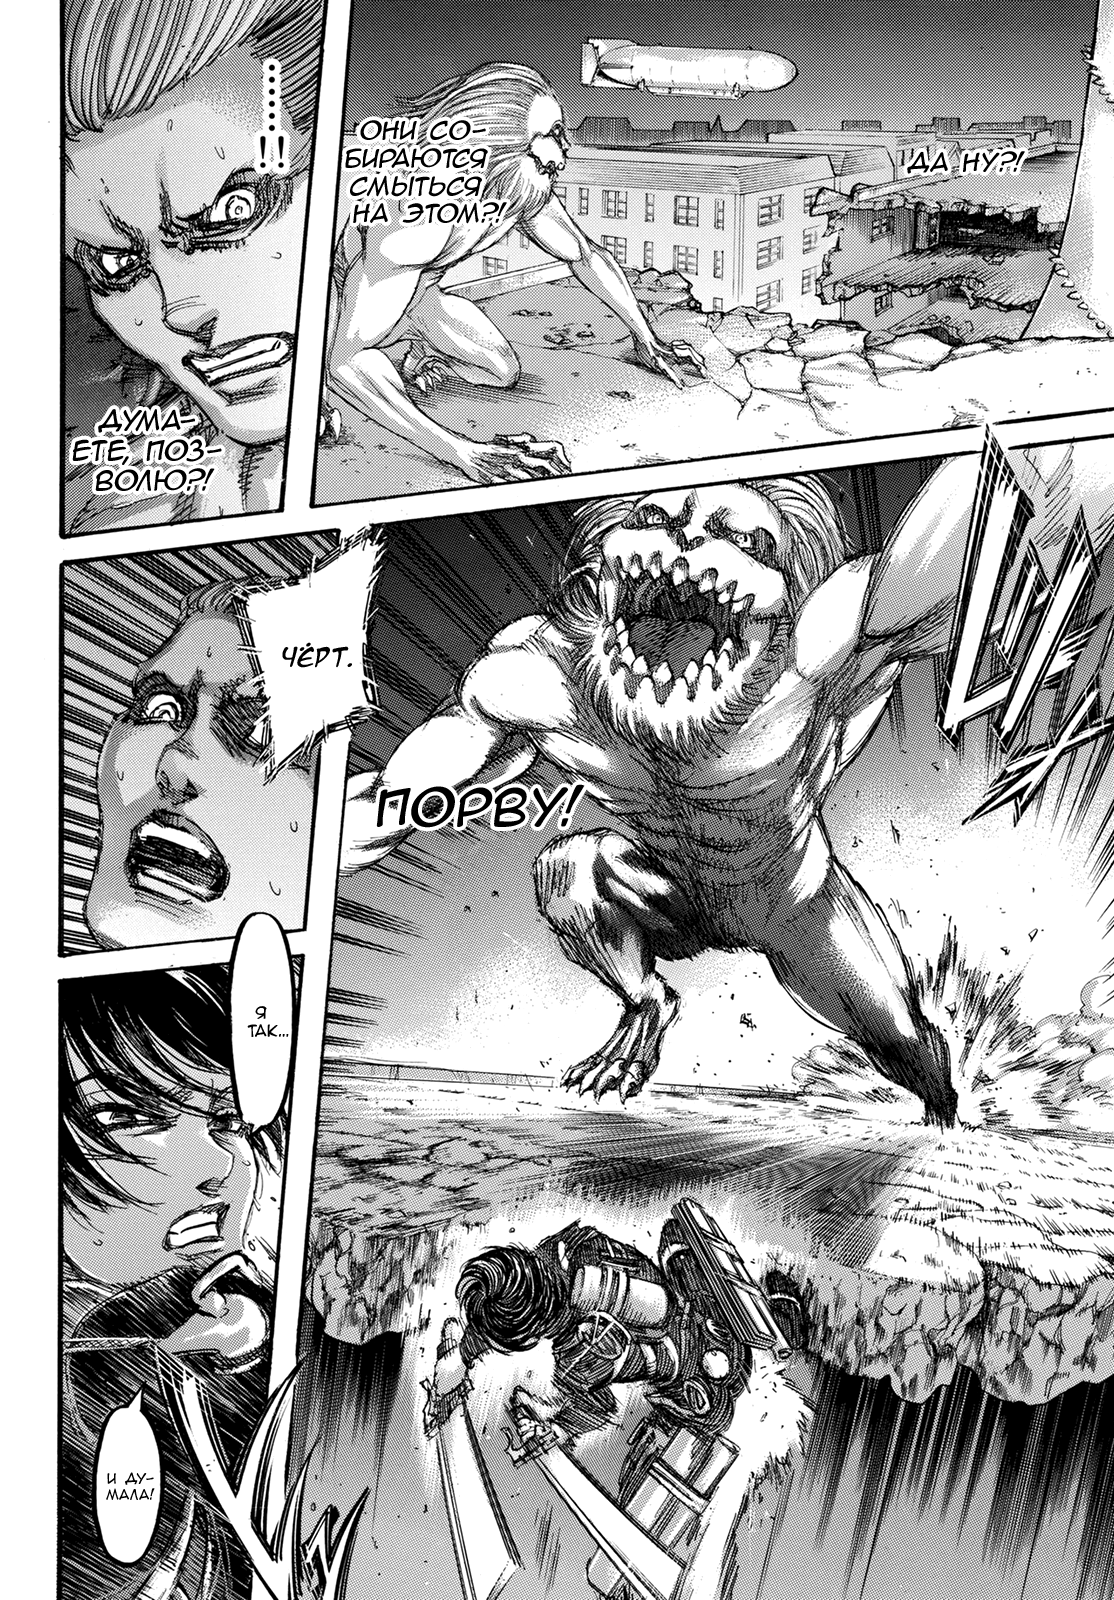 ДА НУ?!
ОНИ СО-
БИРАЮТСЯ
СМЫТЬСЯ
НА ЭТОМ?!
......!!
ДУМА-
ЕТЕ, ПОЗ-
ВОЛЮ?!
ПОРВУ!
ЧЁРТ.
Я
ТАК...
И ДУ-
МАЛА!